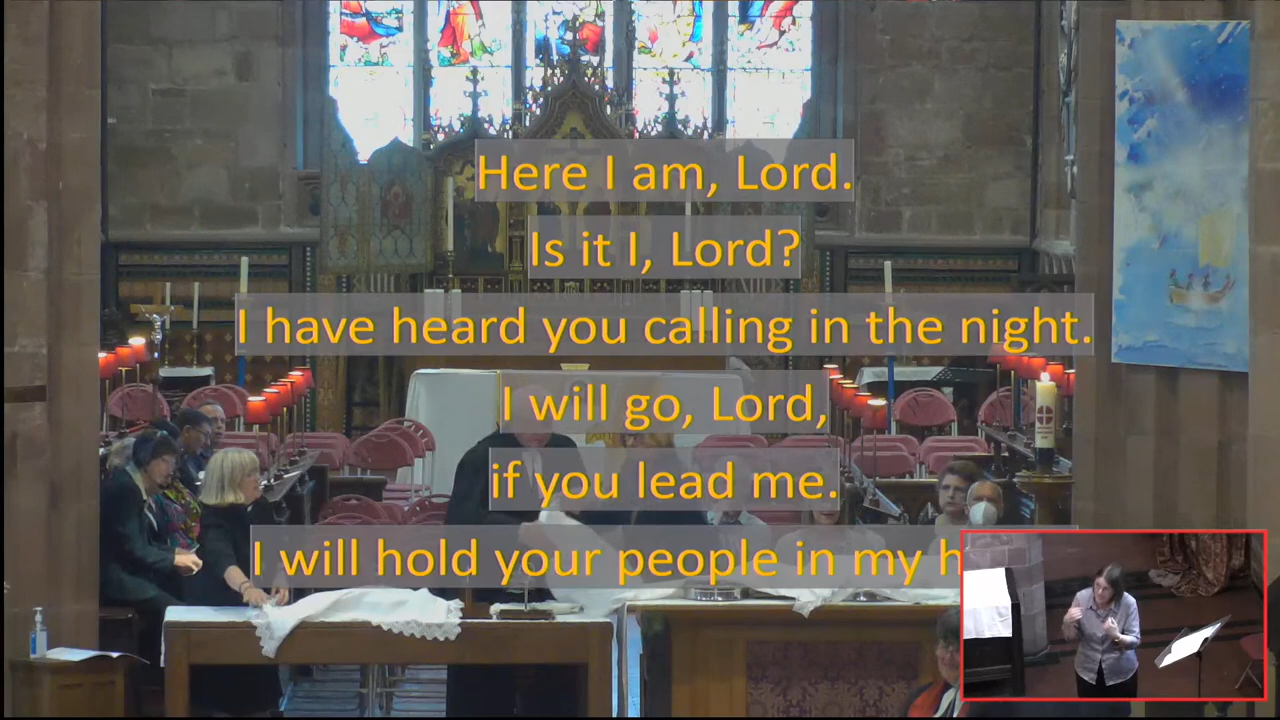 Here I am, Lord.
Is it I, Lord?
I have heard you calling in the night.
I will go, Lord,
if you lead me.
I will hold your people in my